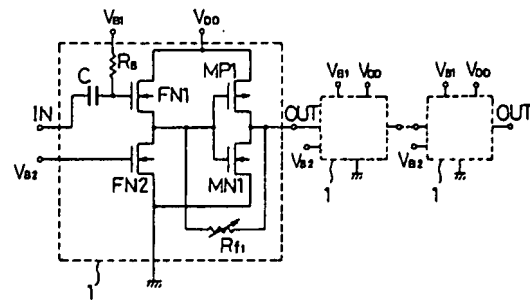 VB1
VDD
RB
C
FN1
MP1
IN
OUT
VB1
VDD
VB1
VDD
OUT
VB2
FN2
MN1
VB2
VB2
Rf1
1
1
1